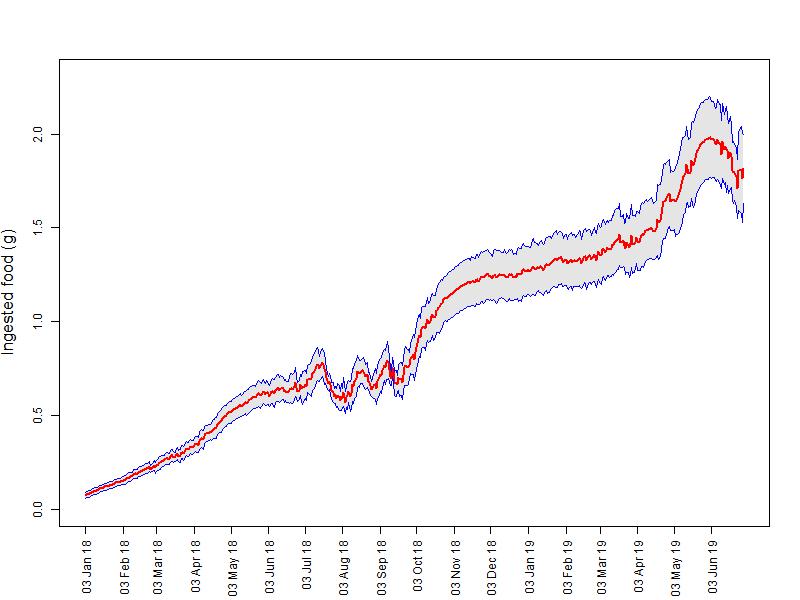 Ingested food (g)
2.0
1.5
1.0
0.5
0.0
03 Jan 18
03 Feb 18
03 Mar 18
03 Apr 18
03 May 18
03 Jun 18
03 Jul 18
03 Aug 18
03 Sep 18
03 Oct 18
03 Nov 18
03 Dec 18
03 Jan 19
03 Feb 19
03 Mar 19
03 Apr 19
03 May 19
03 Jun 19